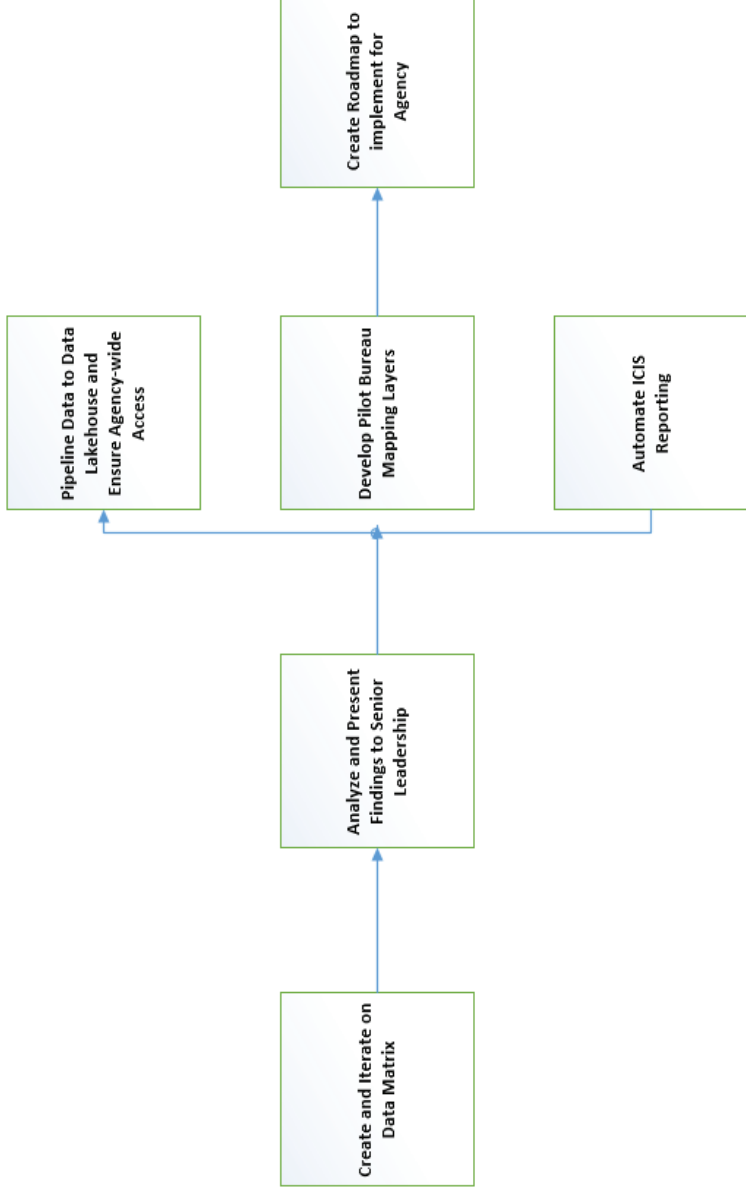 Create and Iterate on
Data Matrix
Analyze and Present
Findings to Senior
Leadership
Pipeline Data to Data
Lakehouse and
Ensure Agency-wide
Access
Develop Pilot Bureau
Mapping Layers
Automate ICIS
Reporting
Create Roadmap to
implement for
Agency